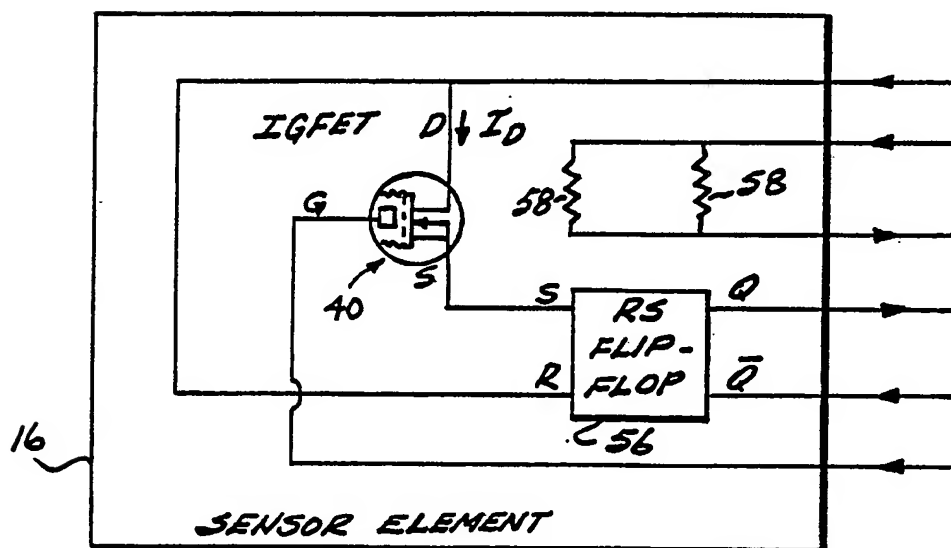 IGFET
D
I_D
G
58
58
S
40
S
RS
FLIP-
FLOP
Q
R
Q̅
56
16
SENSOR ELEMENT